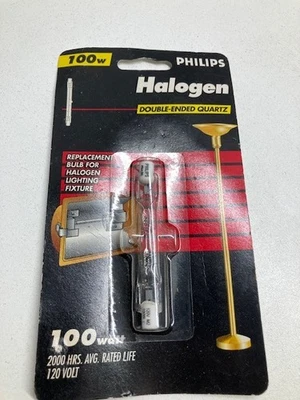 100w
PHILIPS
Halogen
DOUBLE-ENDED QUARTZ
REPLACEMENT
BULB FOR
HALOGEN
LIGHTING
FIXTURE
100watt
2000 HRS. AVG. RATED LIFE
120 VOLT